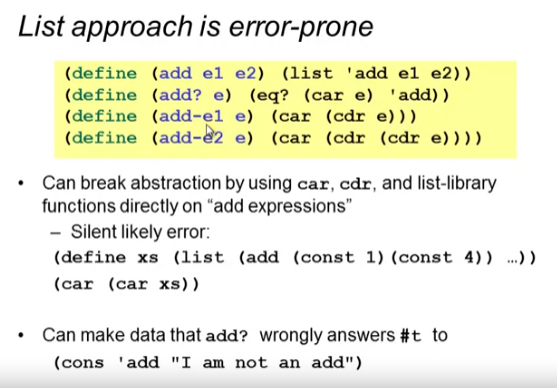 List approach is error-prone
(define (add e1 e2) (list 'add e1 e2))
(define (add? e) (eq? (car e) 'add))
(define (add-e1 e) (car (cdr e)))
(define (add-e2 e) (car (cdr (cdr e))))
• Can break abstraction by using car, cdr, and list-library
functions directly on “add expressions”
– Silent likely error:
(define xs (list (add (const 1)(const 4)) …))
(car (car xs))
• Can make data that add? wrongly answers #t to
(cons 'add "I am not an add")